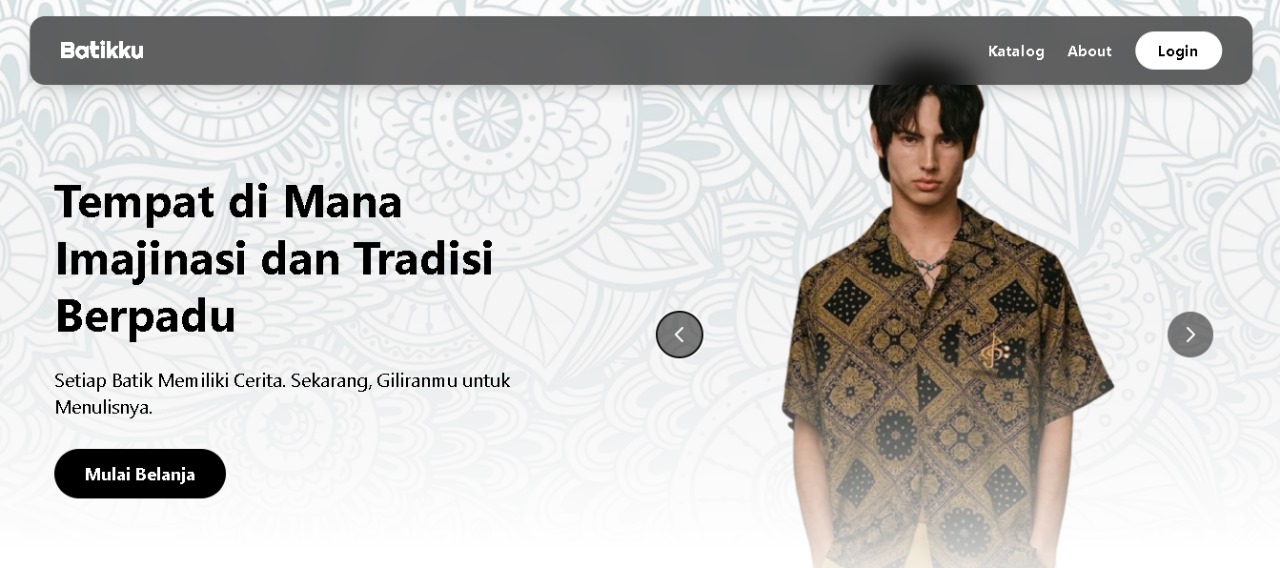 Batikku
Katalog
About
Login
Tempat di Mana
Imajinasi dan Tradisi
Berpadu
Setiap Batik Memiliki Cerita. Sekarang, Giliranmu untuk
Menulisnya.
Mulai Belanja